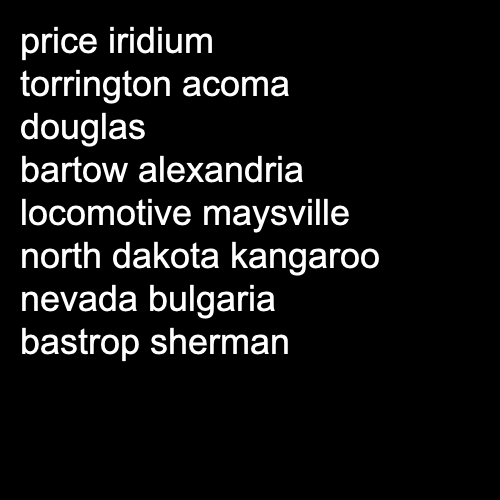 price iridium
torrington acoma
douglas
bartow alexandria
locomotive maysville
north dakota kangaroo
nevada bulgaria
bastrop sherman